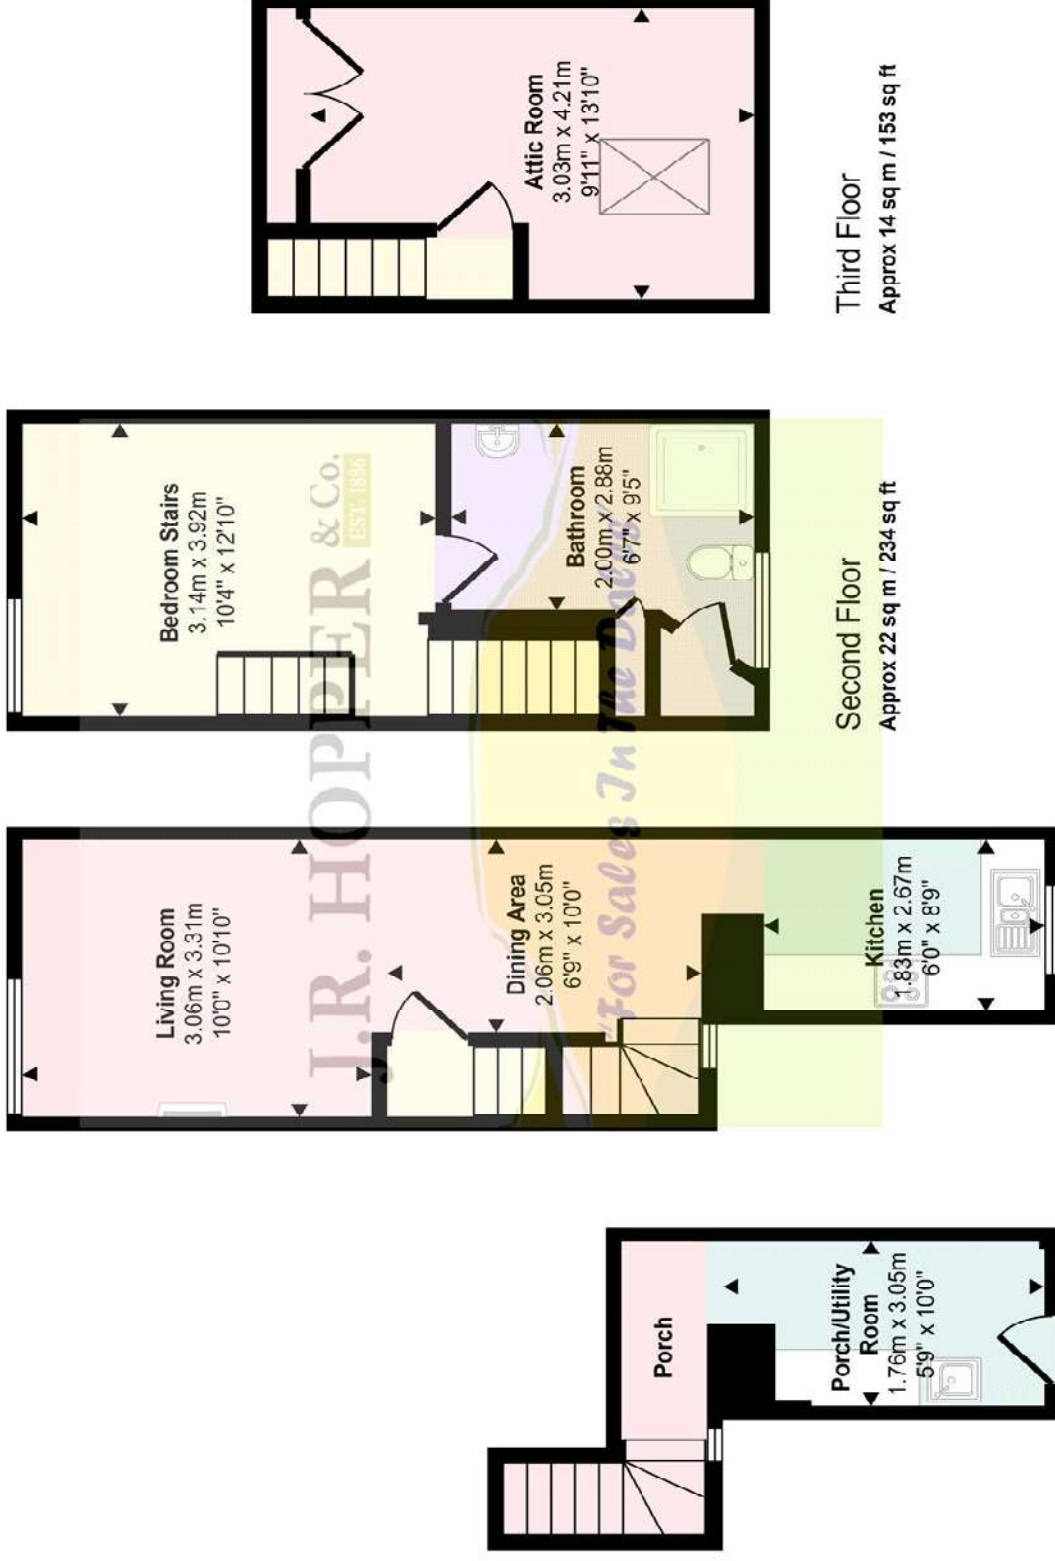 Porch
Porch/Utility
Room
1.76m x 3.05m
5'9" x 10'0"
Living Room
3.06m x 3.31m
10'0" x 10'10"
Dining Area
2.06m x 3.05m
6'9" x 10'0"
Kitchen
1.83m x 2.67m
6'0" x 8'9"
Bedroom Stairs
3.14m x 3.92m
10'4" x 12'10"
Bathroom
2.00m x 2.88m
6'7" x 9'5"
Second Floor
Approx 22 sq m / 234 sq ft
Attic Room
3.03m x 4.21m
9'11" x 13'10"
Third Floor
Approx 14 sq m / 153 sq ft
J.R. HOPPER & Co.
EST. 1886
"For Sales In The Dales"